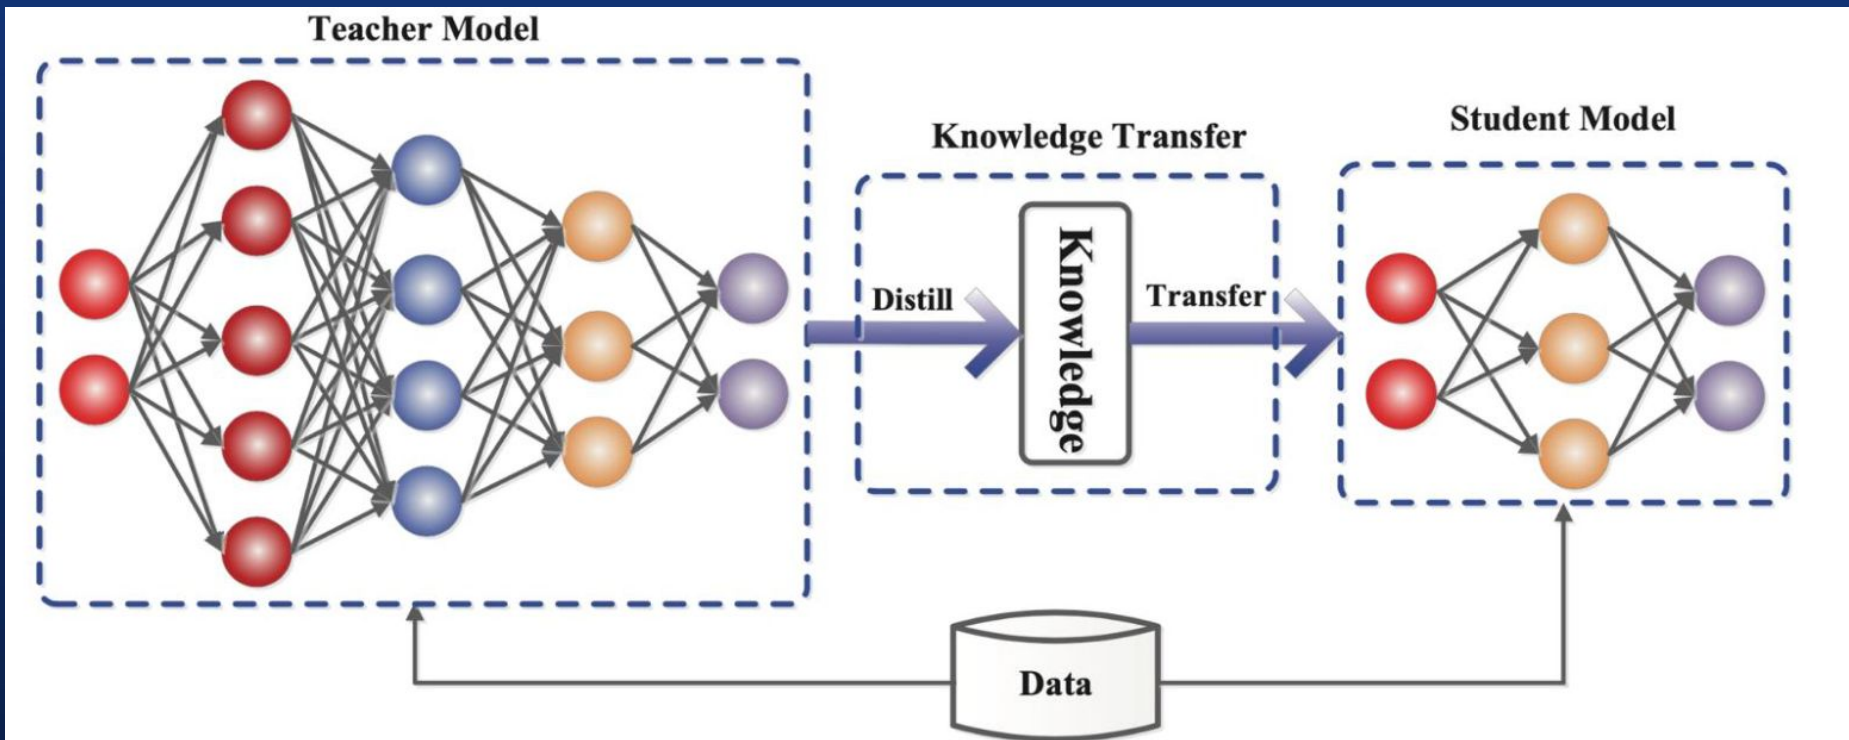 Teacher Model
Knowledge Transfer
Student Model
Distill
Knowledge
Transfer
Data